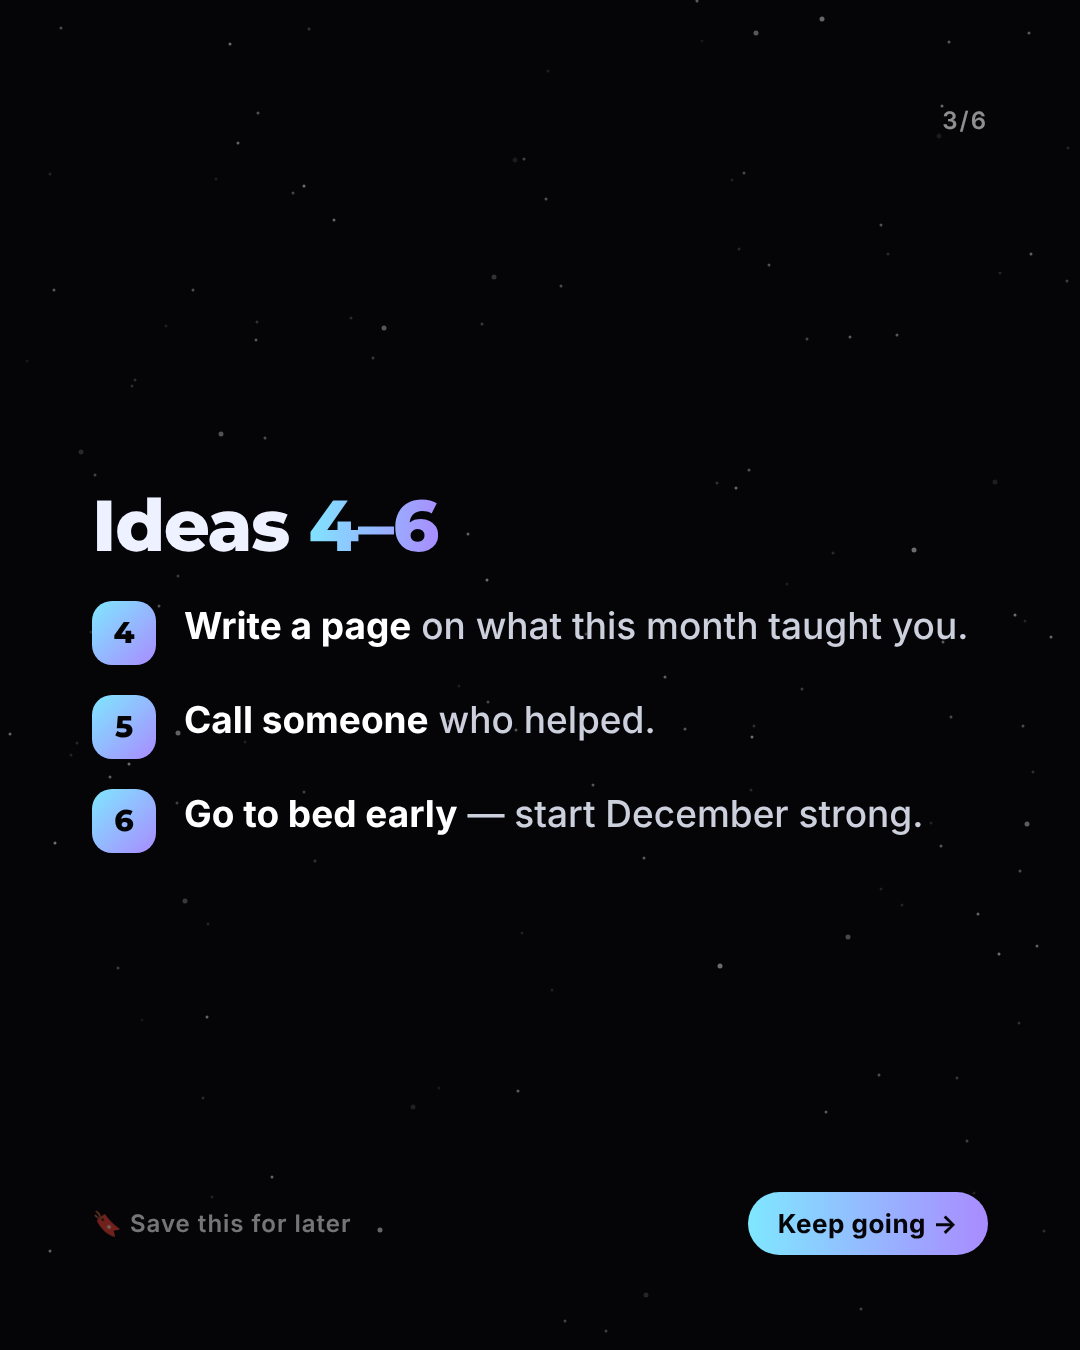 3/6
Ideas 4–6
4 Write a page on what this month taught you.
5 Call someone who helped.
6 Go to bed early — start December strong.
🔖 Save this for later
Keep going →